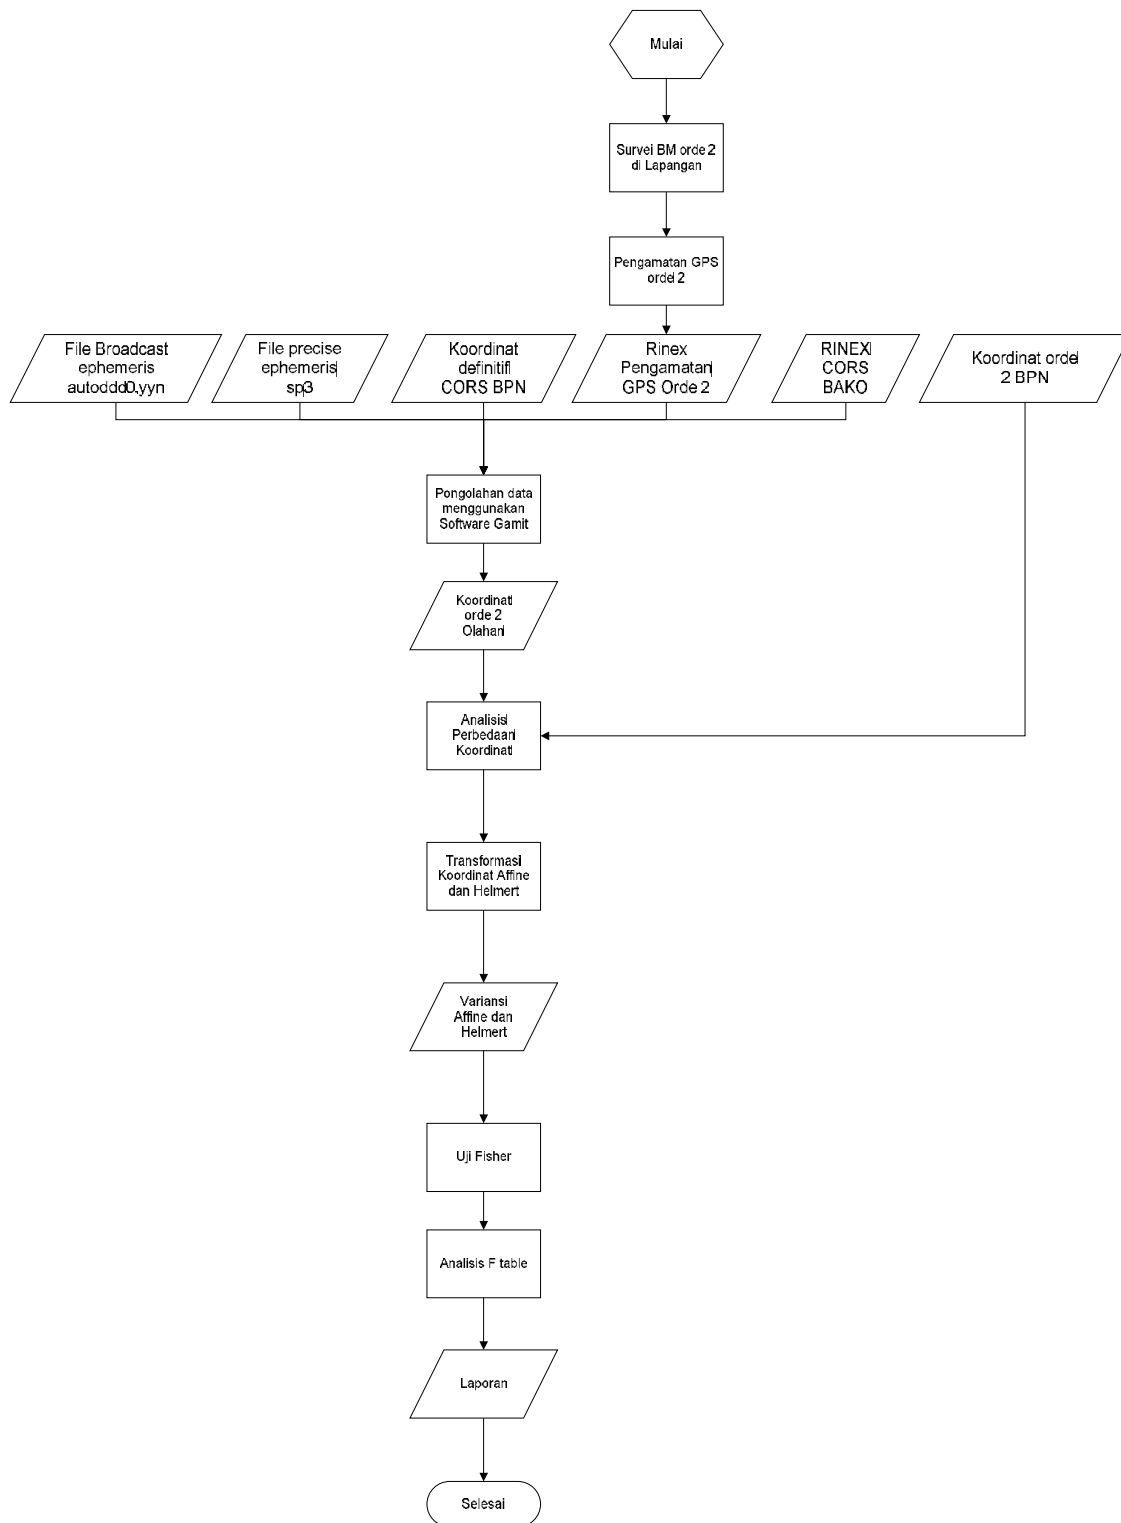 Mulai
Survei BM orde 2
di Lapangan
Pengamatan GPS
orde 2
File Broadcast
ephemeris
autoddd0.yyn
File precise
ephemeris
sp3
Koordinat
definitif
CORS BPN
Rinex
Pengamatan
GPS Orde 2
RINEX
CORS
BAKO
Koordinat orde
2 BPN
Pongolahan data
menggunakan
Software Gamit
Koordinat
orde 2
Olahan
Analisis
Perbedaan
Koordinat
Transformasi
Koordinat Affine
dan Helmert
Variansi
Affine dan
Helmert
Uji Fisher
Analisis F table
Laporan
Selesai